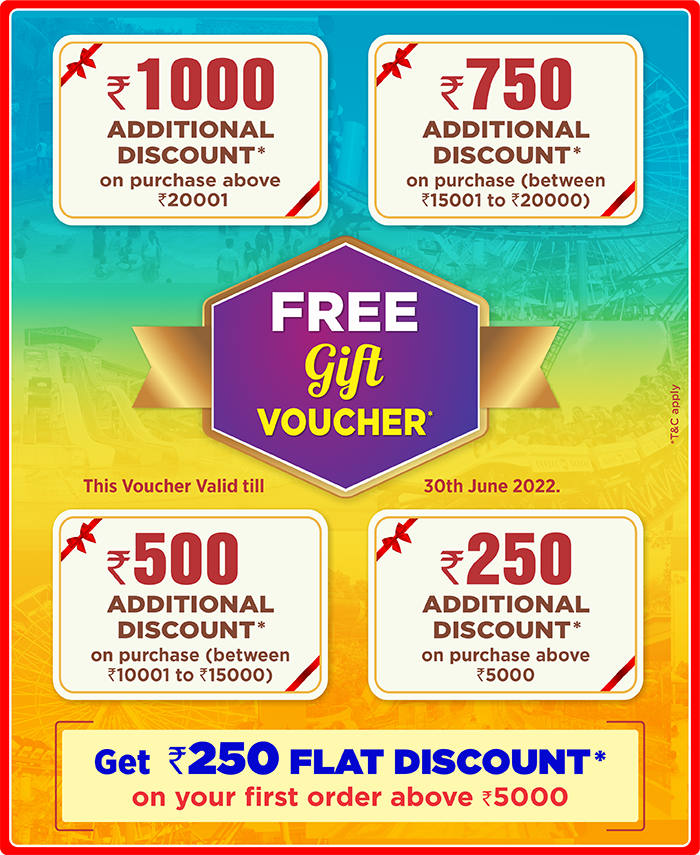 ₹1000
ADDITIONAL
DISCOUNT*
on purchase above
₹20001
₹750
ADDITIONAL
DISCOUNT*
on purchase (between
₹15001 to ₹20000)
FREE
Gift
VOUCHER*
*T&C apply
This Voucher Valid till 30th June 2022.
₹500
ADDITIONAL
DISCOUNT*
on purchase (between
₹10001 to ₹15000)
₹250
ADDITIONAL
DISCOUNT*
on purchase above
₹5000
Get ₹250 FLAT DISCOUNT*
on your first order above ₹5000